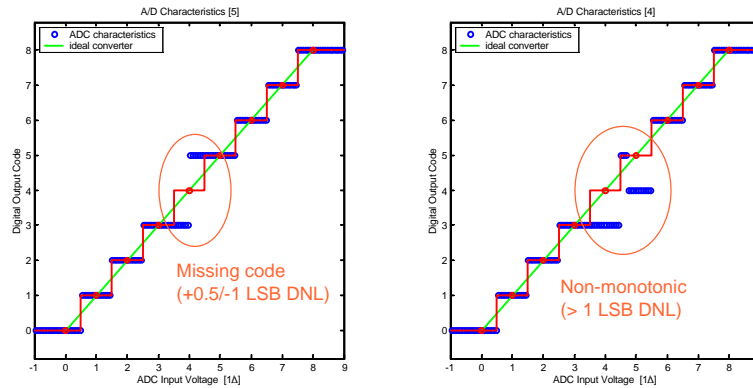 A/D Characteristics [5]
ADC characteristics
ideal converter
8
7
6
5
4
3
2
1
0
Digital Output Code
Missing code
(+0.5/-1 LSB DNL)
-1 0 1 2 3 4 5 6 7 8 9
ADC Input Voltage [1Δ]
A/D Characteristics [4]
ADC characteristics
ideal converter
8
7
6
5
4
3
2
1
0
Digital Output Code
Non-monotonic
(> 1 LSB DNL)
-1 0 1 2 3 4 5 6 7 8
ADC Input Voltage [1Δ]